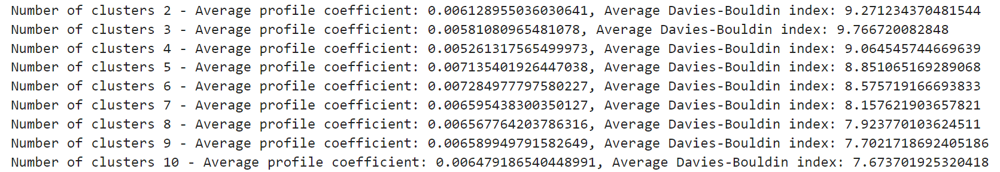 Number of clusters 2 - Average profile coefficient: 0.006128955036030641, Average Davies-Bouldin index: 9.271234370481544
Number of clusters 3 - Average profile coefficient: 0.00581080965481078, Average Davies-Bouldin index: 9.766720082848
Number of clusters 4 - Average profile coefficient: 0.005261317565499973, Average Davies-Bouldin index: 9.064545744669639
Number of clusters 5 - Average profile coefficient: 0.007135401926447038, Average Davies-Bouldin index: 8.851065169289068
Number of clusters 6 - Average profile coefficient: 0.007284977797580227, Average Davies-Bouldin index: 8.575719166693833
Number of clusters 7 - Average profile coefficient: 0.006595438300350127, Average Davies-Bouldin index: 8.157621903657821
Number of clusters 8 - Average profile coefficient: 0.006567764203786316, Average Davies-Bouldin index: 7.923770103624511
Number of clusters 9 - Average profile coefficient: 0.006589949791582649, Average Davies-Bouldin index: 7.7021718692405186
Number of clusters 10 - Average profile coefficient: 0.006479186540448991, Average Davies-Bouldin index: 7.673701925320418